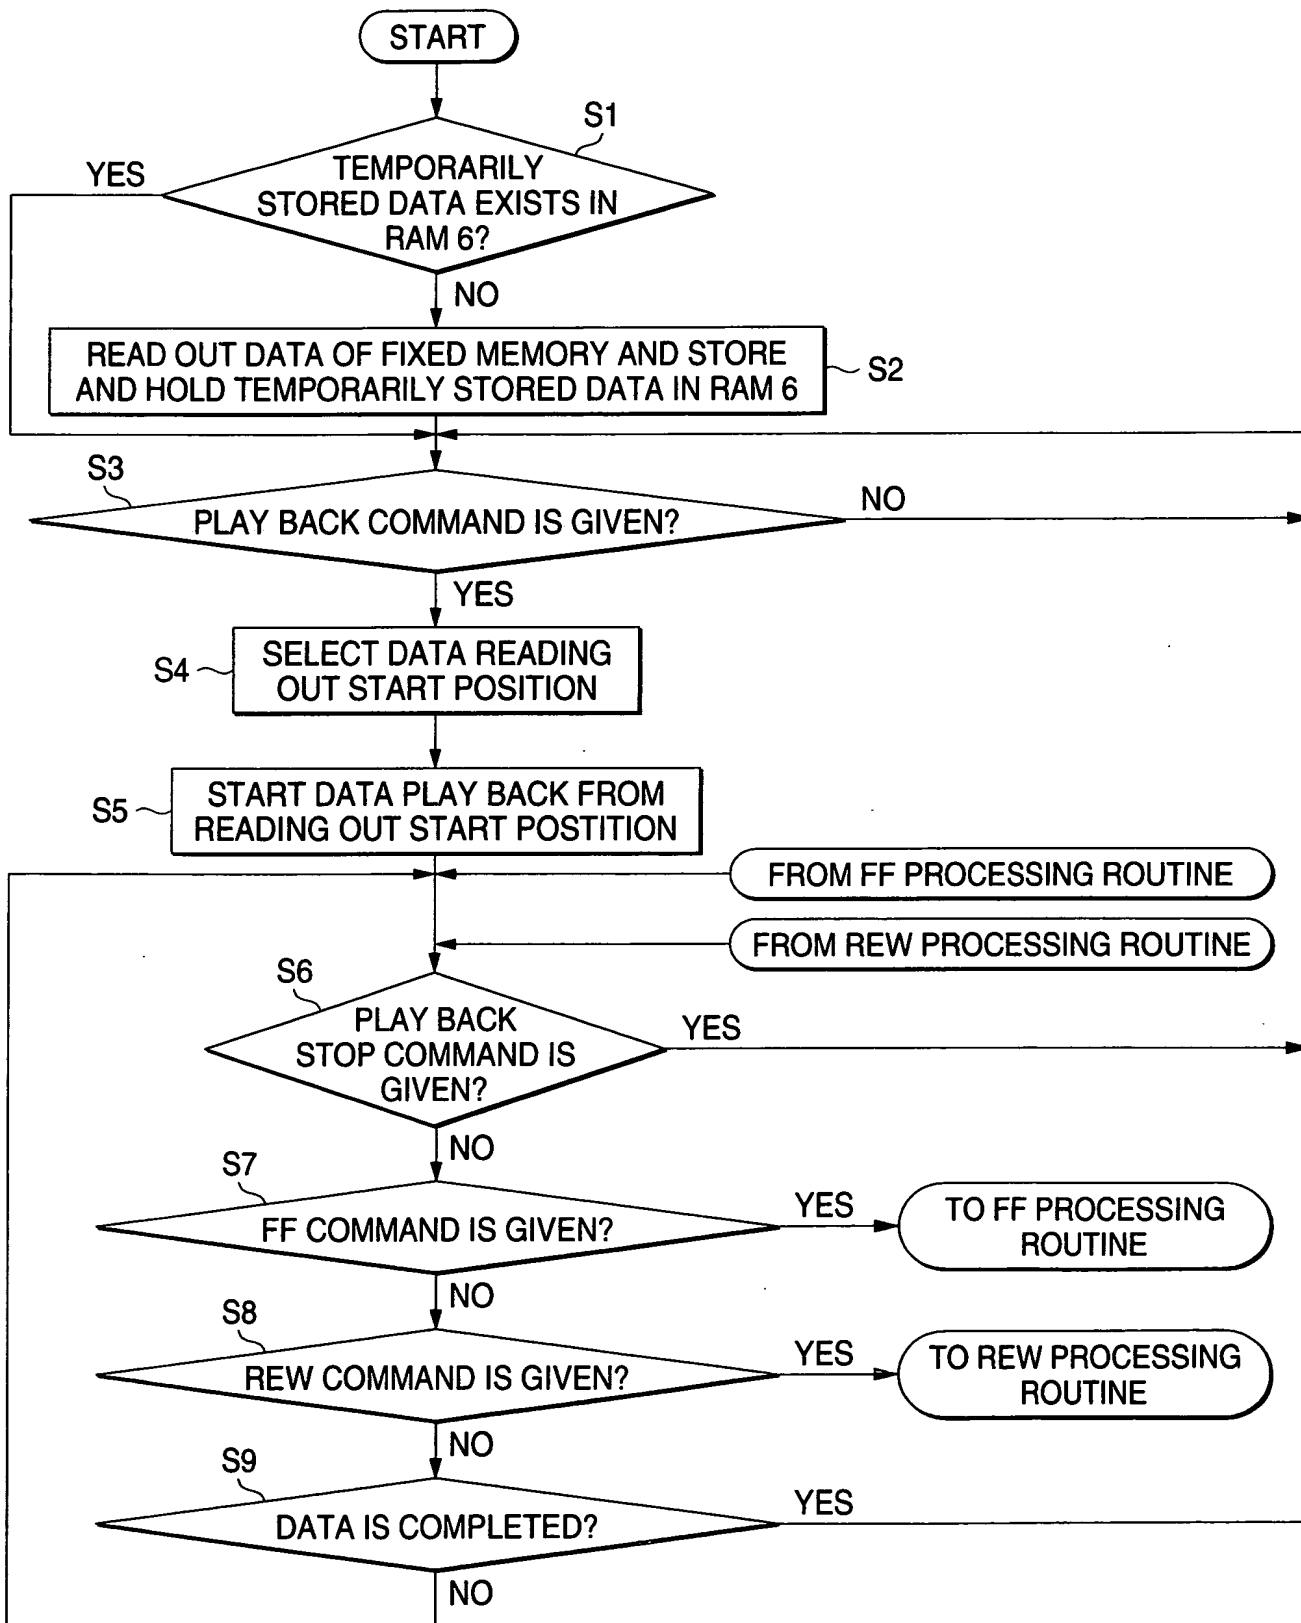 START
S1
YES
TEMPORARILY
STORED DATA EXISTS IN
RAM 6?
NO
READ OUT DATA OF FIXED MEMORY AND STORE
AND HOLD TEMPORARILY STORED DATA IN RAM 6
S2
S3
PLAY BACK COMMAND IS GIVEN?
NO
YES
S4
SELECT DATA READING
OUT START POSITION
S5
START DATA PLAY BACK FROM
READING OUT START POSTITION
FROM FF PROCESSING ROUTINE
FROM REW PROCESSING ROUTINE
S6
PLAY BACK
STOP COMMAND IS
GIVEN?
YES
NO
S7
FF COMMAND IS GIVEN?
YES
TO FF PROCESSING
ROUTINE
NO
S8
REW COMMAND IS GIVEN?
YES
TO REW PROCESSING
ROUTINE
NO
S9
DATA IS COMPLETED?
YES
NO